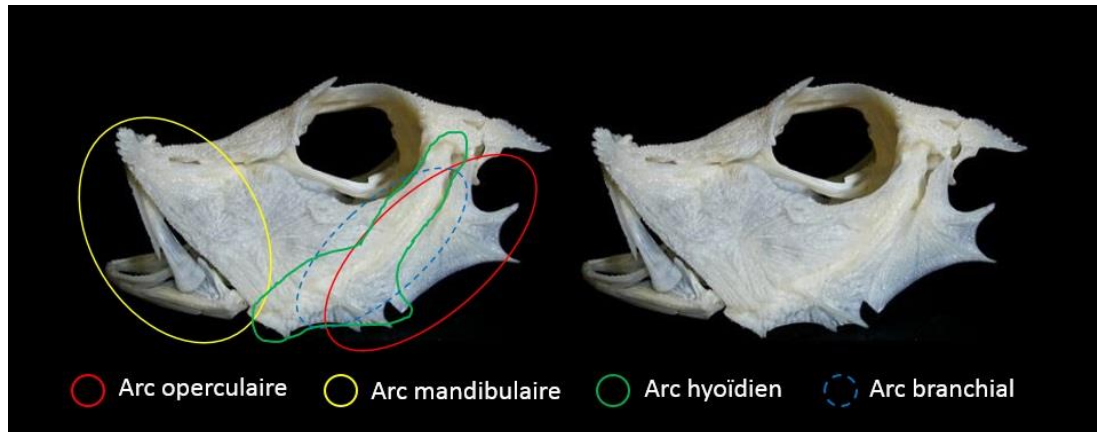 Arc operculaire
Arc mandibulaire
Arc hyoïdien
Arc branchial